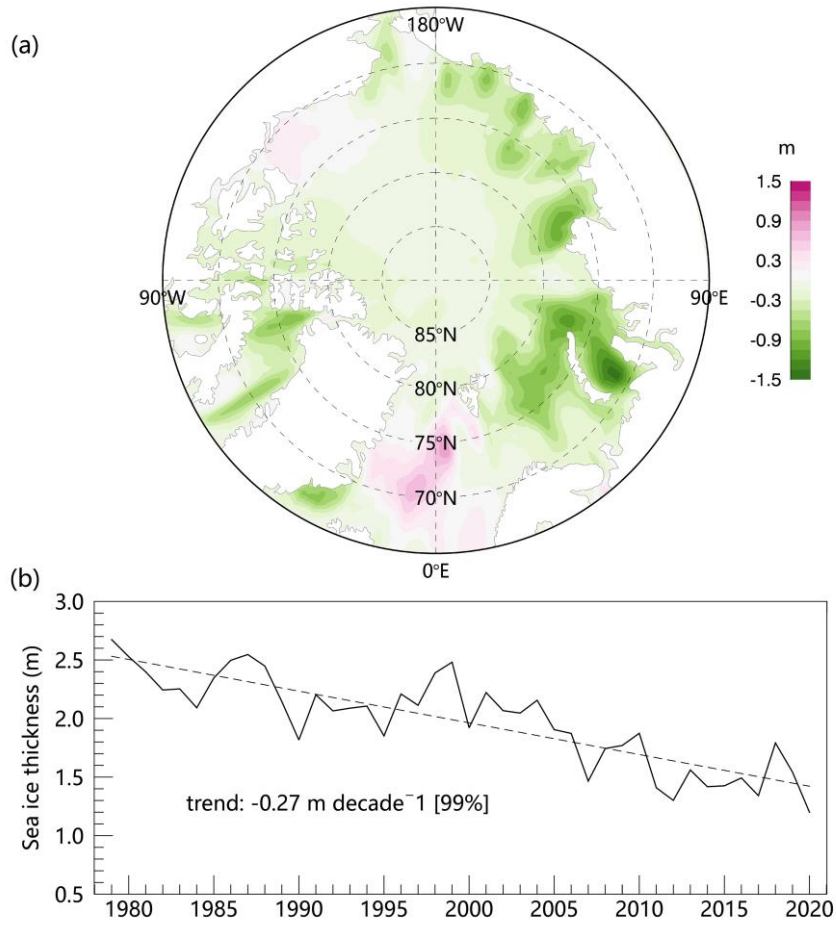 (a)
180°W
90°W
90°E
85°N
80°N
75°N
70°N
0°E
m
1.5
0.9
0.3
-0.3
-0.9
-1.5
(b)
Sea ice thickness (m)
3.0
2.5
2.0
1.5
1.0
0.5
trend: -0.27 m decade⁻1 [99%]
1980 1985 1990 1995 2000 2005 2010 2015 2020